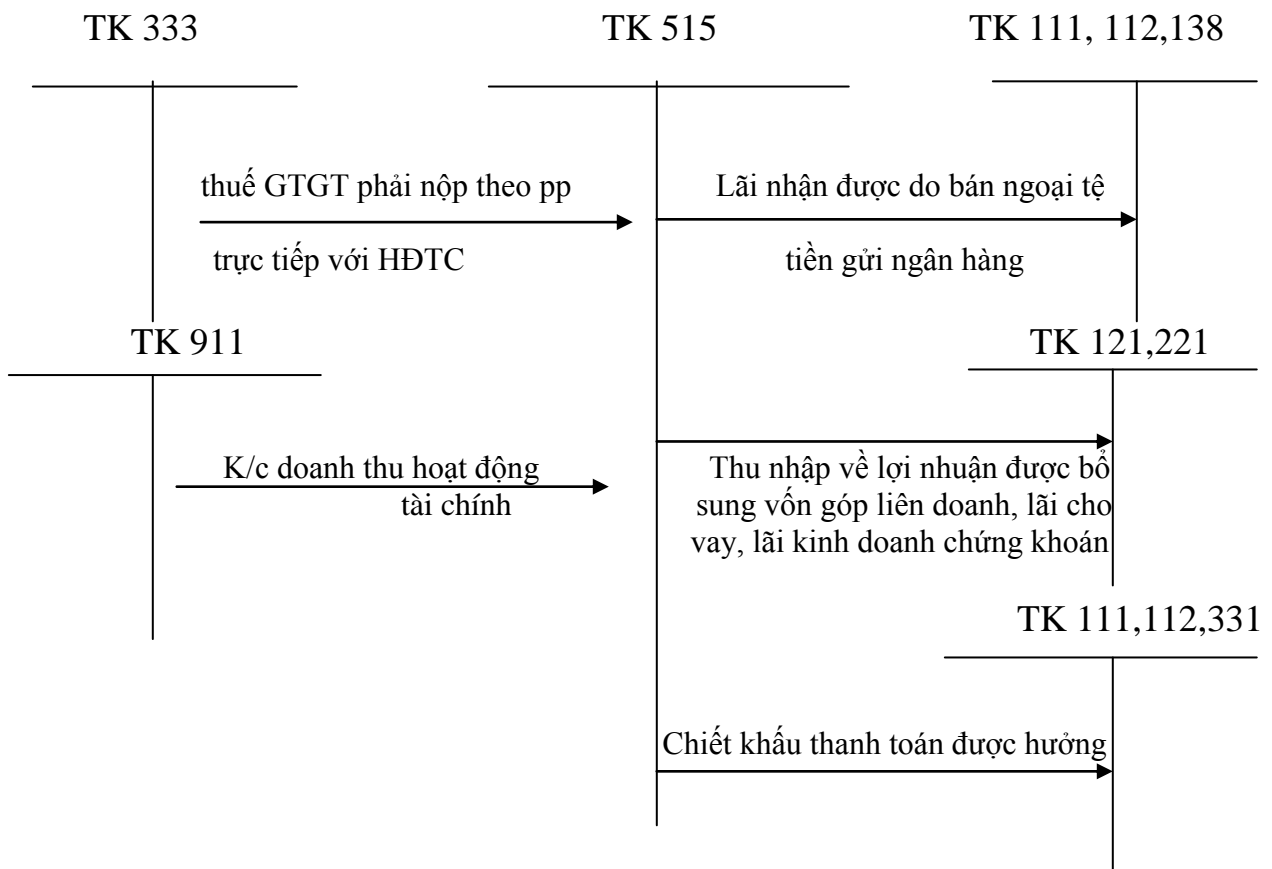 TK 333
TK 515
TK 111, 112,138
thuế GTGT phải nộp theo pp
trực tiếp với HĐTC
Lãi nhận được do bán ngoại tệ
tiền gửi ngân hàng
TK 911
TK 121,221
K/c doanh thu hoạt động
tài chính
Thu nhập về lợi nhuận được bổ
sung vốn góp liên doanh, lãi cho
vay, lãi kinh doanh chứng khoán
TK 111,112,331
Chiết khấu thanh toán được hưởng